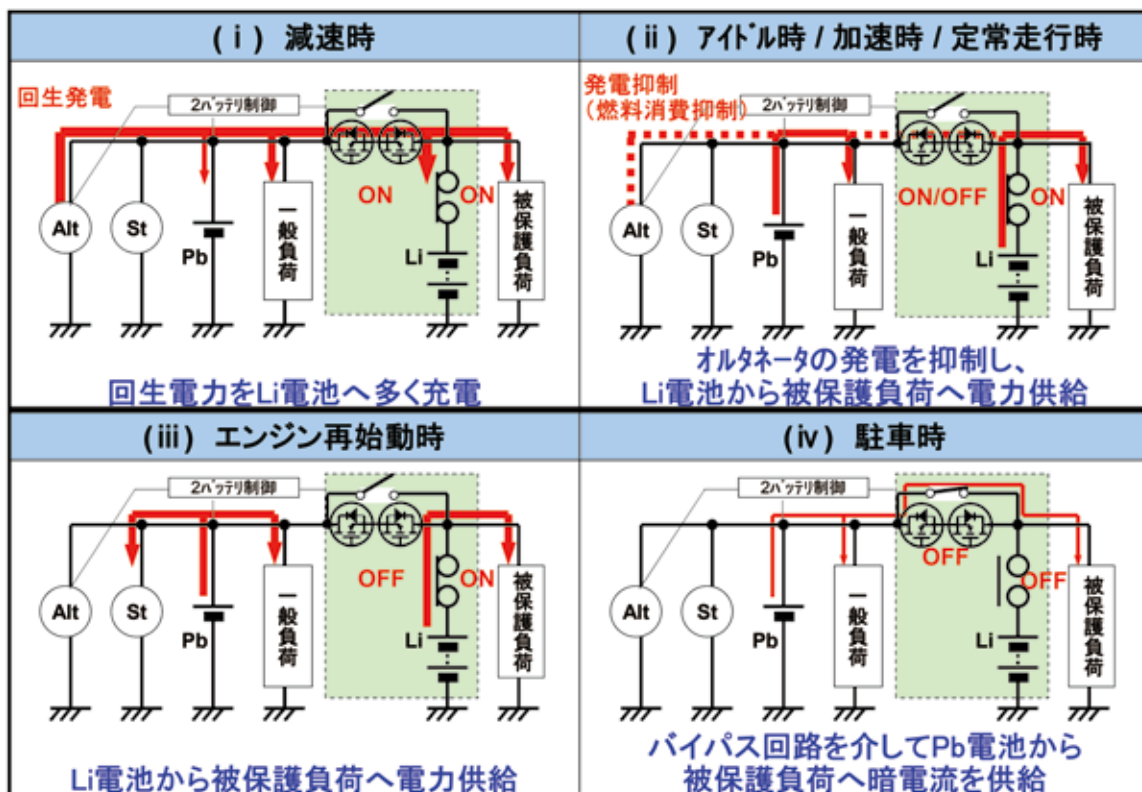 (ⅰ) 減速時
回生発電
2バッテリ制御
ON
ON
Alt
St
Pb
一般負荷
Li
被保護負荷
回生電力をLi電池へ多く充電
(ⅱ) アイドル時 / 加速時 / 定常走行時
発電抑制
(燃料消費抑制)
2バッテリ制御
ON/OFF
ON
Alt
St
Pb
一般負荷
Li
被保護負荷
オルタネータの発電を抑制し、
Li電池から被保護負荷へ電力供給
(ⅲ) エンジン再始動時
2バッテリ制御
OFF
ON
Alt
St
Pb
一般負荷
Li
被保護負荷
Li電池から被保護負荷へ電力供給
(ⅳ) 駐車時
2バッテリ制御
OFF
OFF
Alt
St
Pb
一般負荷
Li
被保護負荷
バイパス回路を介してPb電池から
被保護負荷へ暗電流を供給